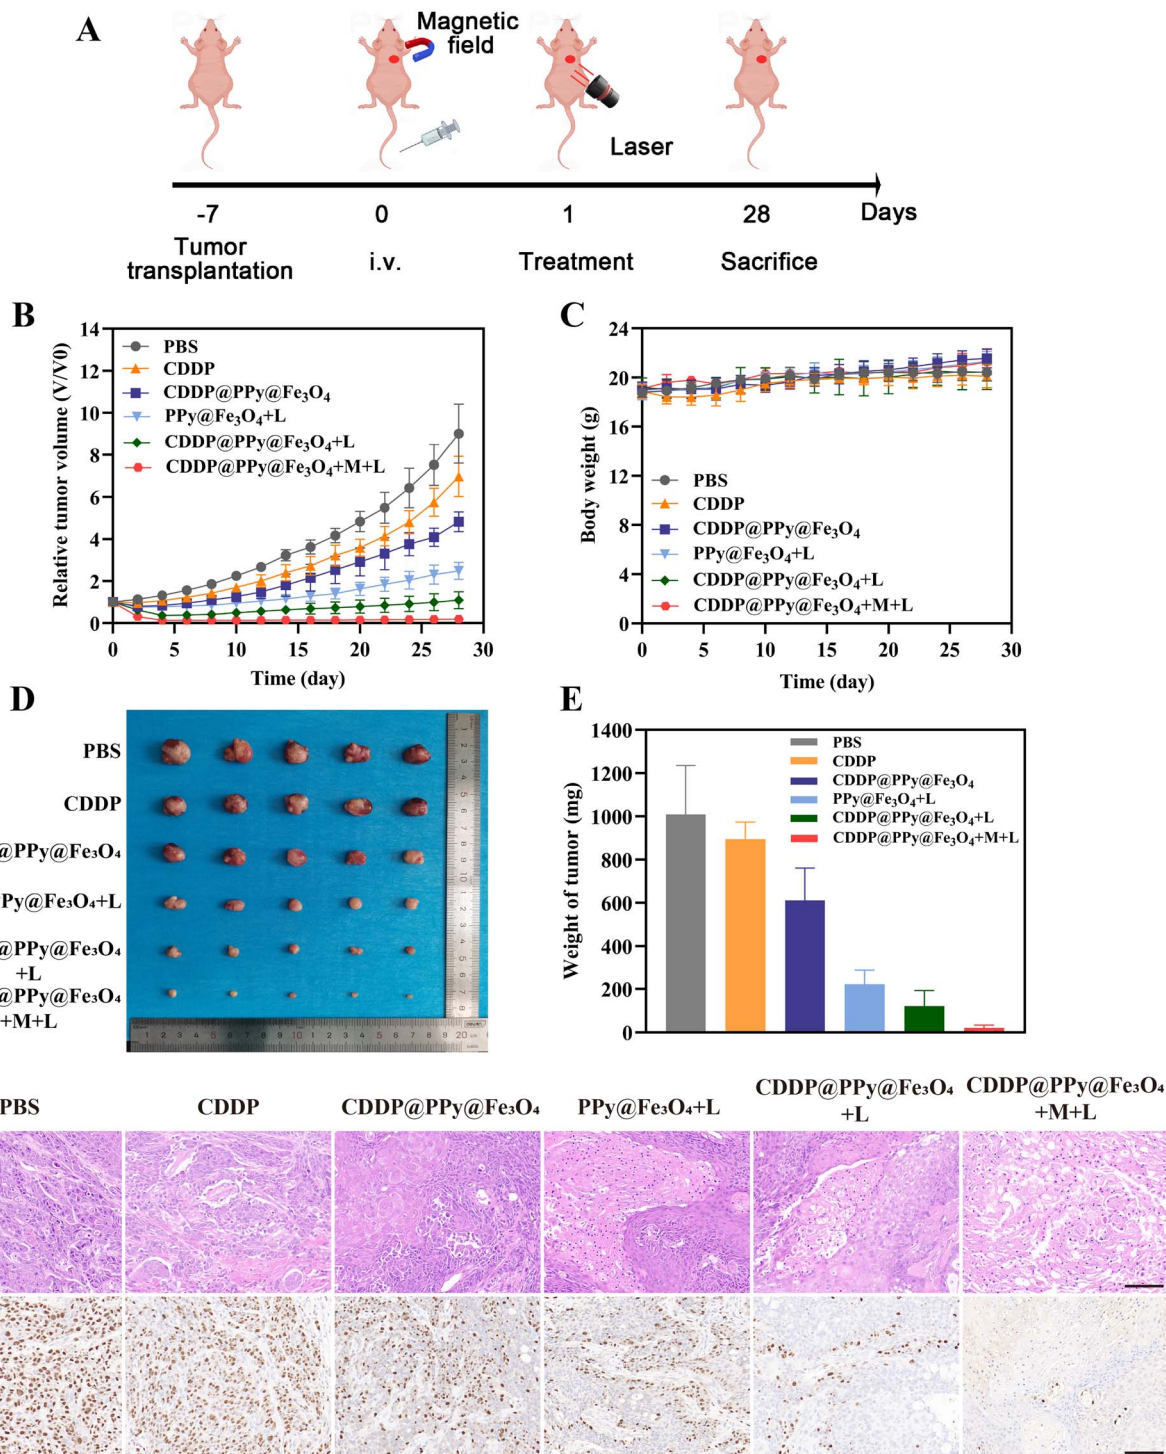 A
Magnetic
field
Laser
-7
0
1
28
Days
Tumor
transplantation
i.v.
Treatment
Sacrifice
B
Relative tumor volume (V/V0)
14
12
10
8
6
4
2
0
PBS
CDDP
CDDP@PPy@Fe₃O₄
PPy@Fe₃O₄+L
CDDP@PPy@Fe₃O₄+L
CDDP@PPy@Fe₃O₄+M+L
0
5
10
15
20
25
30
Time (day)
C
Body weight (g)
24
20
16
12
8
4
0
PBS
CDDP
CDDP@PPy@Fe₃O₄
PPy@Fe₃O₄+L
CDDP@PPy@Fe₃O₄+L
CDDP@PPy@Fe₃O₄+M+L
0
5
10
15
20
25
30
Time (day)
D
PBS
CDDP
@PPy@Fe₃O₄
Py@Fe₃O₄+L
@PPy@Fe₃O₄
+L
@PPy@Fe₃O₄
+M+L
E
Weight of tumor (mg)
1400
1200
1000
800
600
400
200
0
PBS
CDDP
CDDP@PPy@Fe₃O₄
PPy@Fe₃O₄+L
CDDP@PPy@Fe₃O₄+L
CDDP@PPy@Fe₃O₄+M+L
PBS
CDDP
CDDP@PPy@Fe₃O₄
PPy@Fe₃O₄+L
CDDP@PPy@Fe₃O₄
+L
CDDP@PPy@Fe₃O₄
+M+L